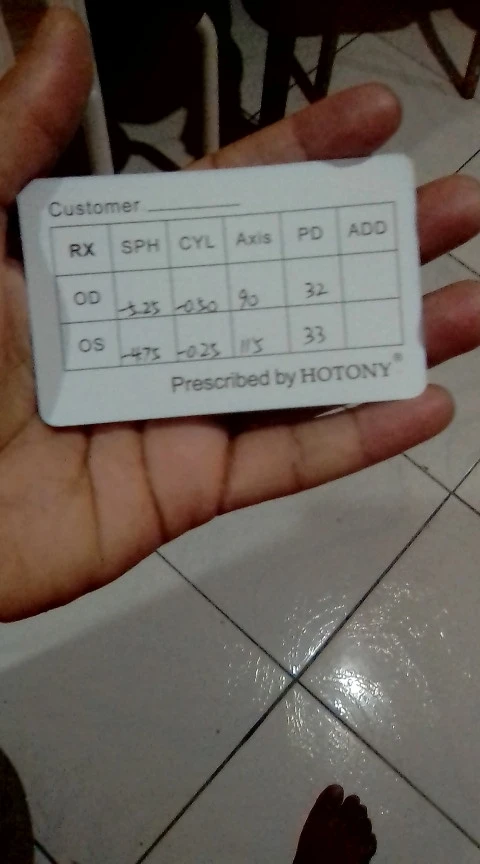 Customer
RX SPH CYL Axis PD ADD
OD -5.25 -0.50 90 32
OS -4.75 -0.25 115 33
Prescribed by HOTONY®